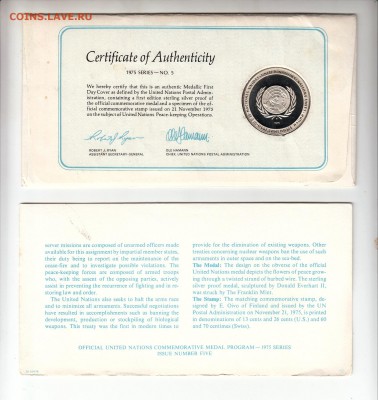 COINS.LAVE.RU
Certificate of Authenticity
1975 SERIES—NO. 5
We hereby certify that this is an authentic Medallic First
Day Cover as defined by the United Nations Postal Admin-
istration, containing a first edition sterling silver proof of
the official commemorative medal and a specimen of the
official commemorative stamp issued on 21 November 1975
on the subject of United Nations Peace-keeping Operations.
ROBERT J. RYAN
ASSISTANT SECRETARY-GENERAL
OLE HAMANN
CHIEF, UNITED NATIONS POSTAL ADMINISTRATION
server missions are composed of unarmed officers made
available for this assignment by impartial member states,
their duty being to report on the maintenance of the
cease-fire and to investigate possible violations. The
peace-keeping forces are composed of armed troops
who, with the assent of the opposing parties, actively
assist in preventing the recurrence of fighting and in re-
storing law and order.
The United Nations also seeks to halt the arms race
and to minimize all armaments. Successful negotiations
have resulted in accomplishments such as banning the
development, production or stockpiling of biological
weapons. This treaty was the first in modern times to
provide for the elimination of existing weapons. Other
treaties concerning nuclear weapons bar the use of such
armaments in outer space and on the sea-bed.
The Medal: The design on the obverse of the official
United Nations medal depicts the flowers of peace grow-
ing through a twisted strand of barbed wire. The sterling
silver proof medal, sculptured by Donald Everhart II,
was struck by The Franklin Mint.
The Stamp: The matching commemorative stamp, de-
signed by E. Oivo of Finland and issued by the UN
Postal Administration on November 21, 1975, is printed
in denominations of 13 cents and 26 cents (U.S.) and 60
and 70 centimes (Swiss).
OFFICIAL UNITED NATIONS COMMEMORATIVE MEDAL PROGRAM—1975 SERIES
ISSUE NUMBER FIVE